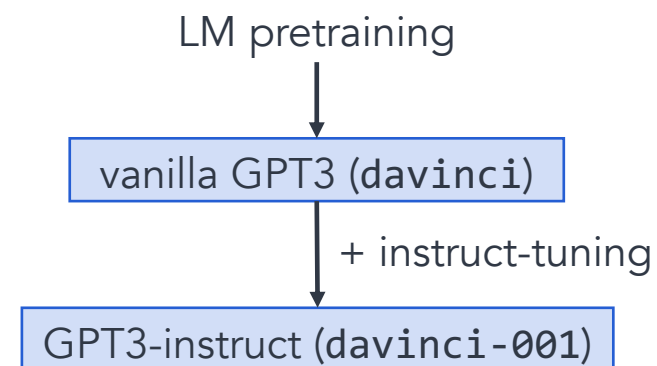 LM pretraining
vanilla GPT3 (davinci)
+ instruct-tuning
GPT3-instruct (davinci-001)